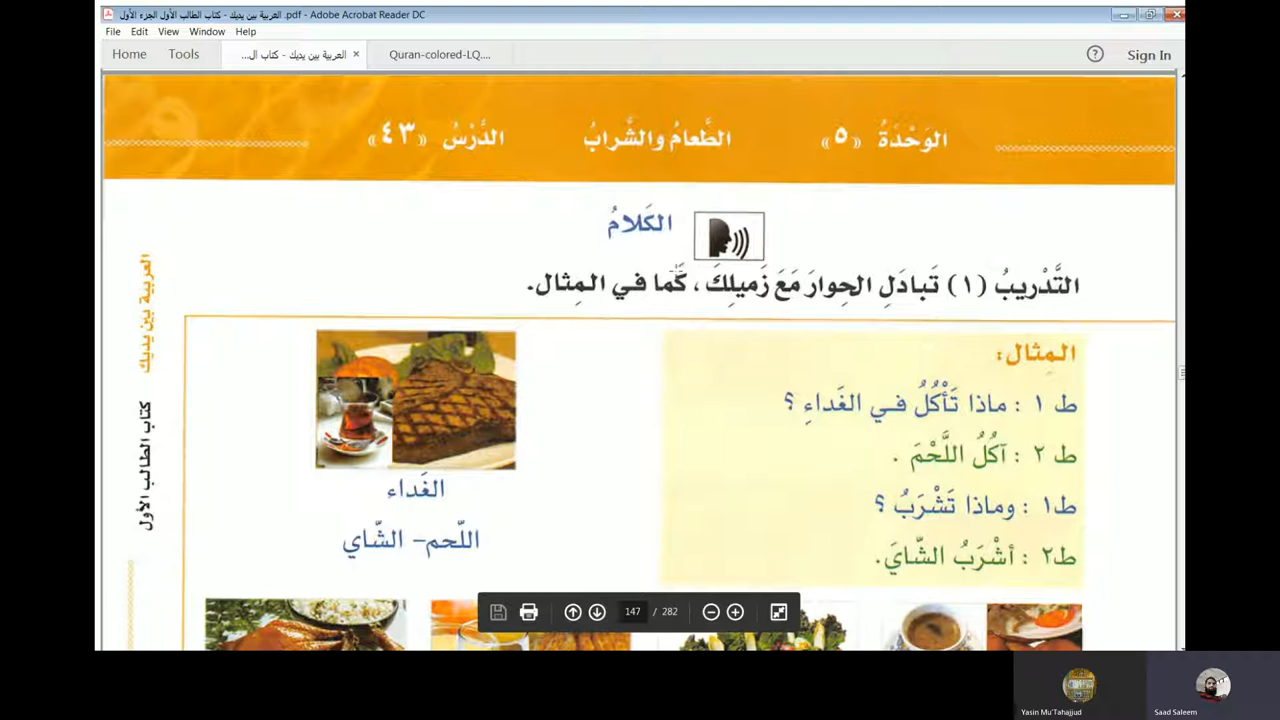 العربية بين يديك - كتاب الطالب الأول الجزء الأول .pdf - Adobe Acrobat Reader DC
File Edit View Window Help
Home Tools العربية بين يديك - كتاب ال... × Quran-colored-LQ.... Sign In
الوَحْدَةُ «٥» الطَّعامُ والشَّرابُ الدَّرْسُ «٤٣»
الكَلامُ
التَّدْريبُ (١) تَبادَلِ الحِوارَ مَعَ زَميلِكَ ، كَما في المِثال.
المِثال:
ط ١ : ماذا تَأْكُلُ في الغَداءِ ؟
ط ٢ : آكُلُ اللَّحْمَ .
ط١ : وماذا تَشْرَبُ ؟
ط٢ : أشْرَبُ الشّايَ.
الغَداء
اللّحم– الشّاي
العربية بين يديك
كتاب الطالب الأول
147 / 282
Yasin Mu'Tahajjud
Saad Saleem